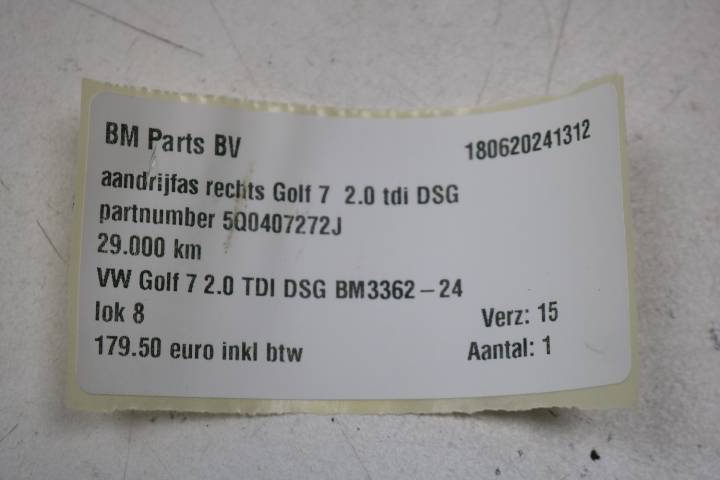 BM Parts BV 180620241312
aandrijfas rechts Golf 7 2.0 tdi DSG
partnumber 5Q0407272J
29.000 km
VW Golf 7 2.0 TDI DSG BM3362-24
lok 8 Verz: 15
179.50 euro inkl btw Aantal: 1